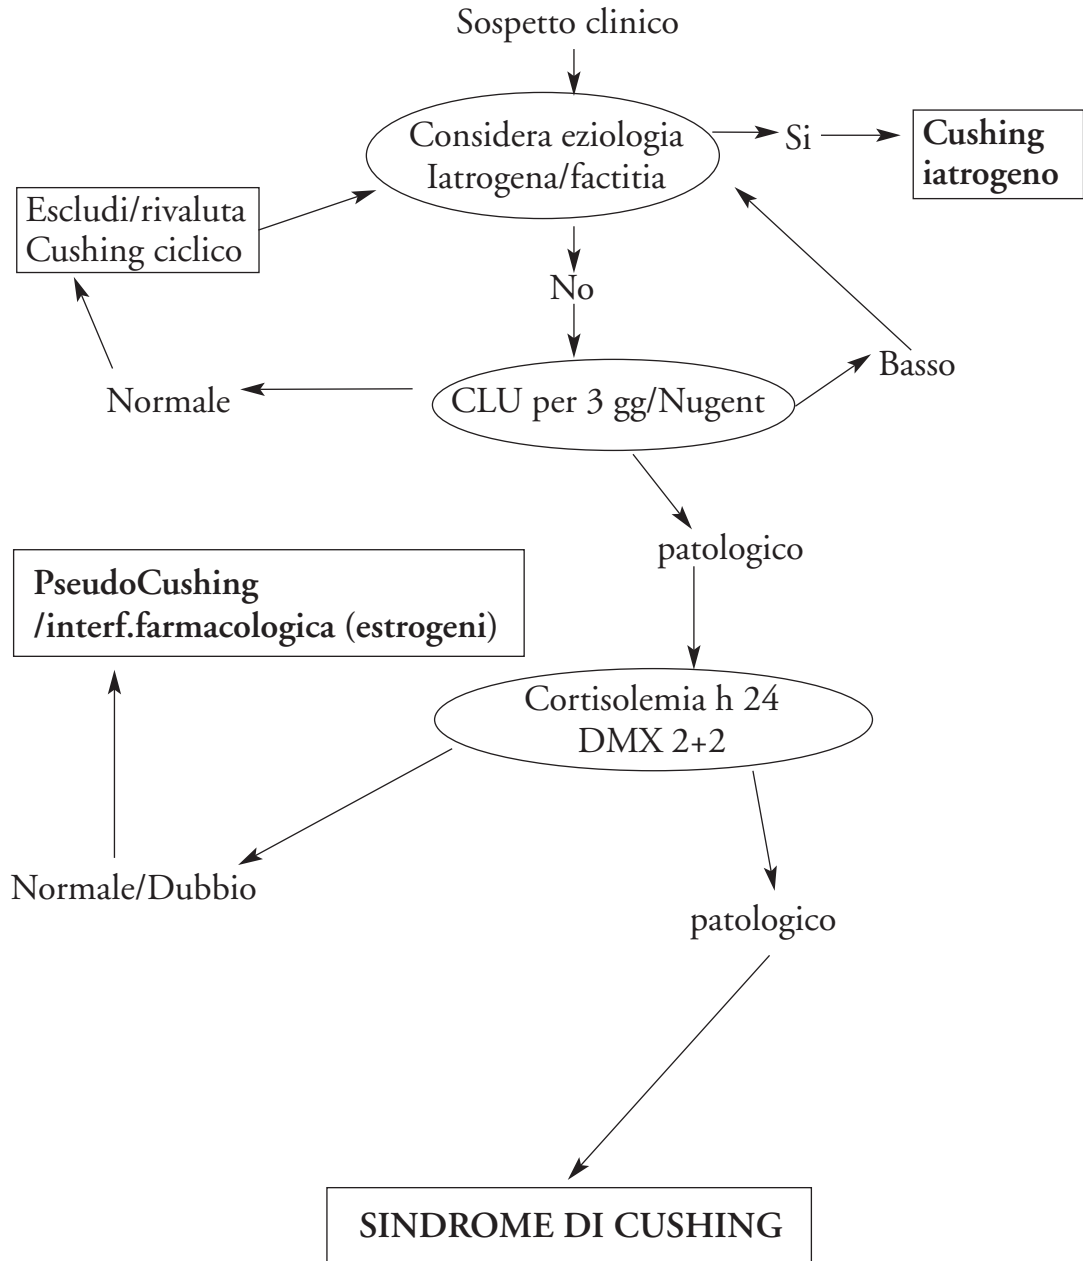 Sospetto clinico
Considera eziologia
Iatrogena/factitia
Si
Cushing
iatrogeno
Escludi/rivaluta
Cushing ciclico
No
Basso
Normale
CLU per 3 gg/Nugent
patologico
PseudoCushing
/interf.farmacologica (estrogeni)
Cortisolemia h 24
DMX 2+2
Normale/Dubbio
patologico
SINDROME DI CUSHING